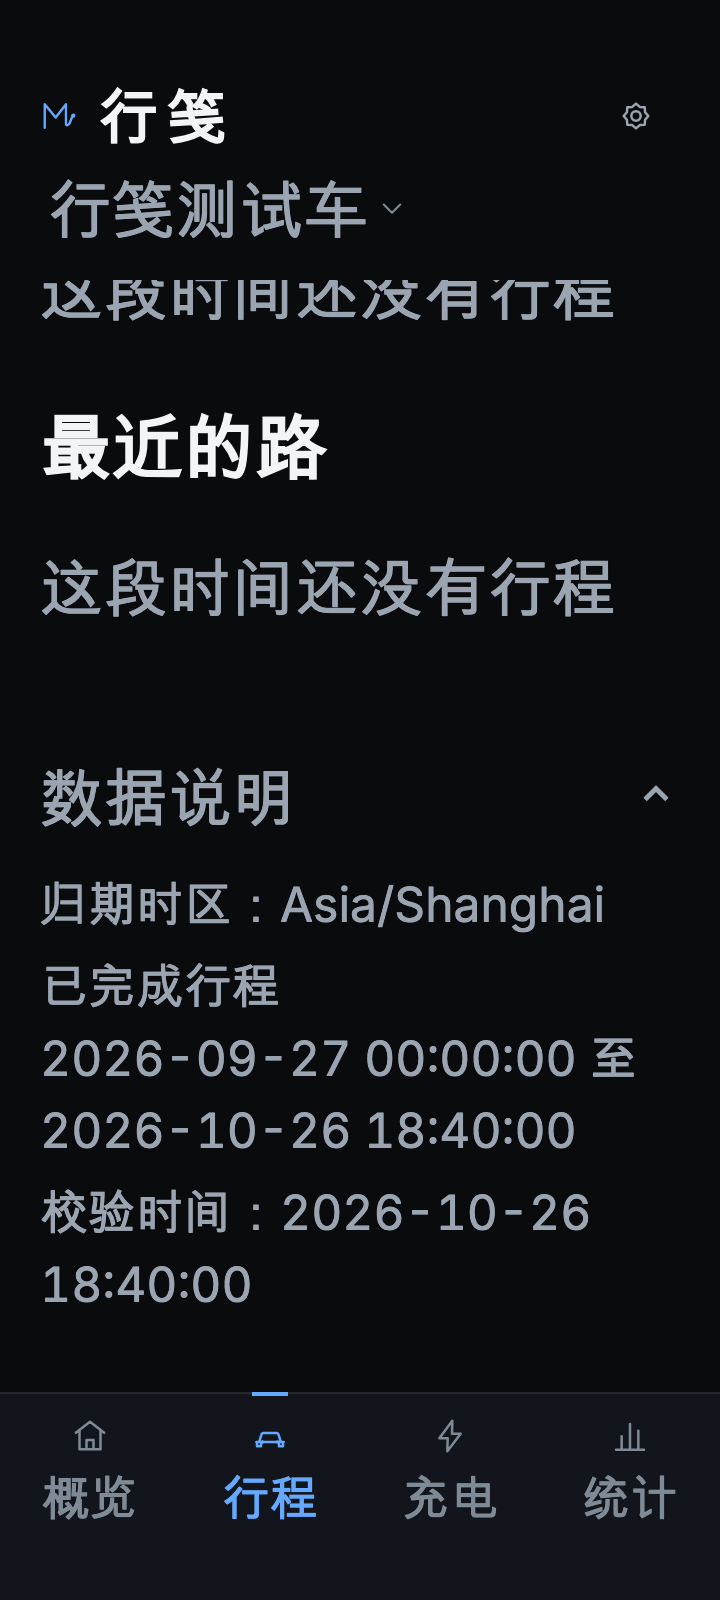 行笺
行笺测试车
这段时间还没有行程
最近的路
这段时间还没有行程
数据说明
归期时区：Asia/Shanghai
已完成行程
2026-09-27 00:00:00 至
2026-10-26 18:40:00
校验时间：2026-10-26
18:40:00
概览 行程 充电 统计